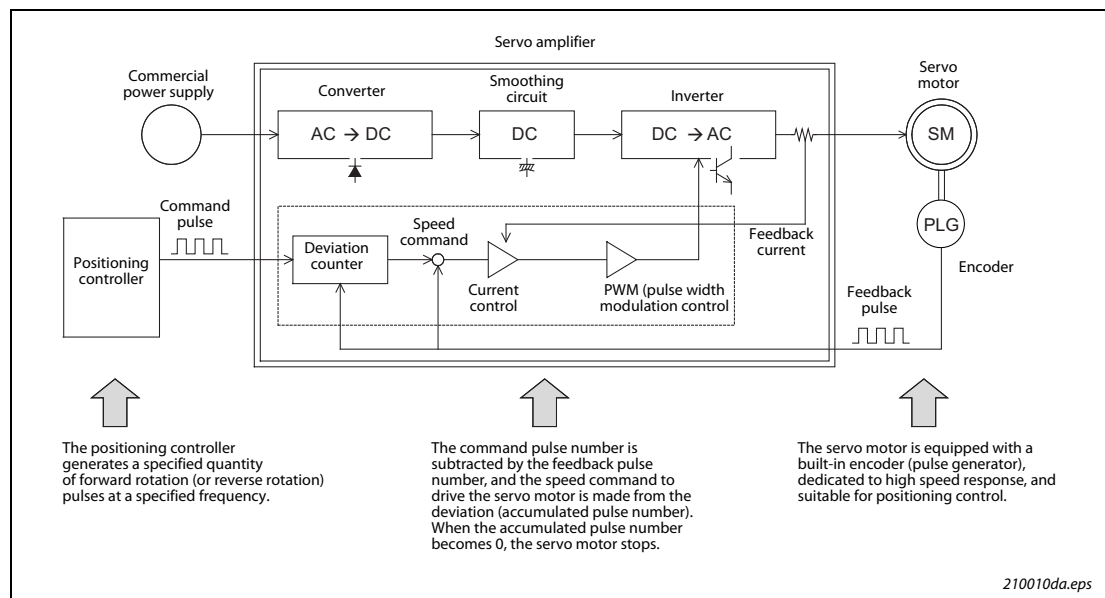 Servo amplifier
Commercial
power supply
Converter
Smoothing
circuit
Inverter
Servo
motor
AC → DC
DC
DC → AC
SM
Command
pulse
Speed
command
Feedback
current
PLG
Positioning
controller
Deviation
counter
Current
control
PWM (pulse width
modulation control
Encoder
Feedback
pulse
The positioning controller
generates a specified quantity
of forward rotation (or reverse rotation)
pulses at a specified frequency.
The command pulse number is
subtracted by the feedback pulse
number, and the speed command to
drive the servo motor is made from the
deviation (accumulated pulse number).
When the accumulated pulse number
becomes 0, the servo motor stops.
The servo motor is equipped with a
built-in encoder (pulse generator),
dedicated to high speed response, and
suitable for positioning control.
210010da.eps